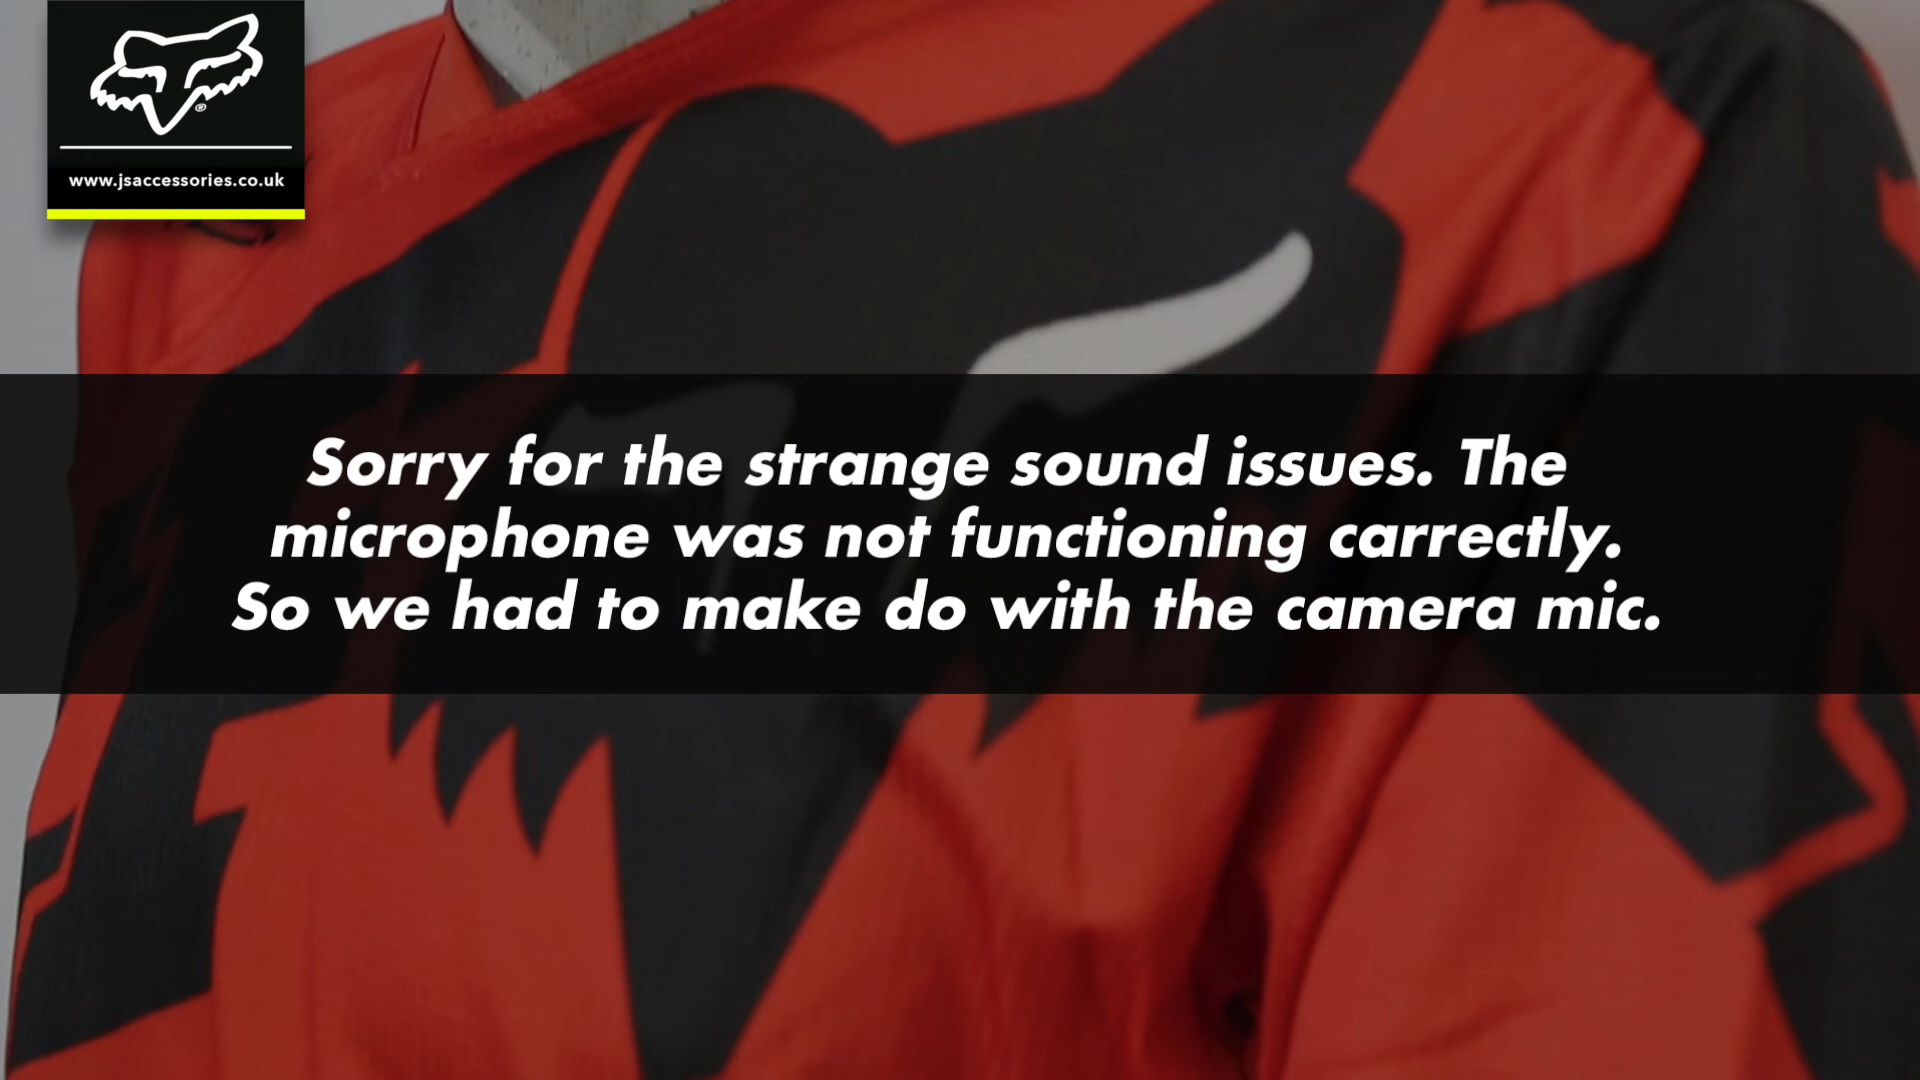 ®
www.jsaccessories.co.uk
Sorry for the strange sound issues. The
microphone was not functioning carrectly.
So we had to make do with the camera mic.